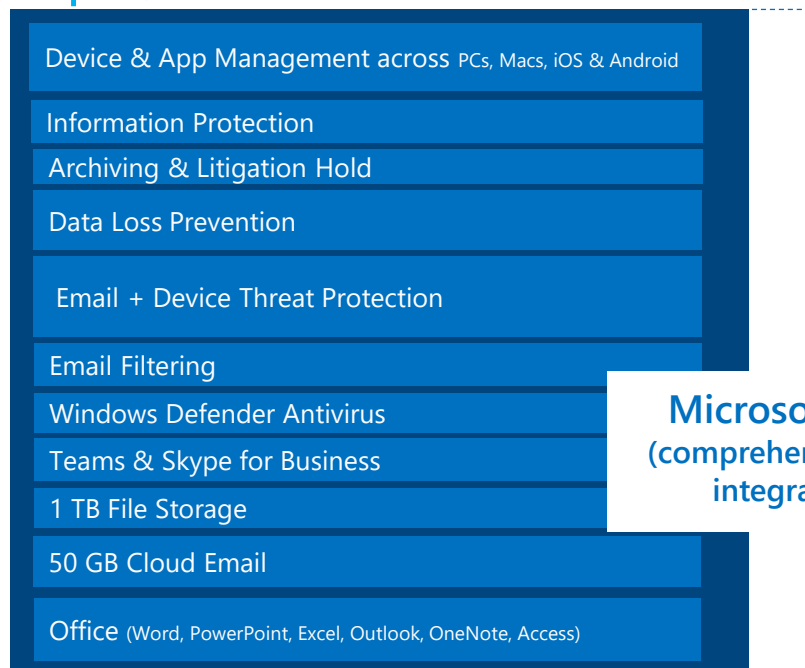 Device & App Management across PCs, Macs, iOS & Android
Information Protection
Archiving & Litigation Hold
Data Loss Prevention
Email + Device Threat Protection
Email Filtering
Windows Defender Antivirus
Teams & Skype for Business
1 TB File Storage
50 GB Cloud Email
Office (Word, PowerPoint, Excel, Outlook, OneNote, Access)